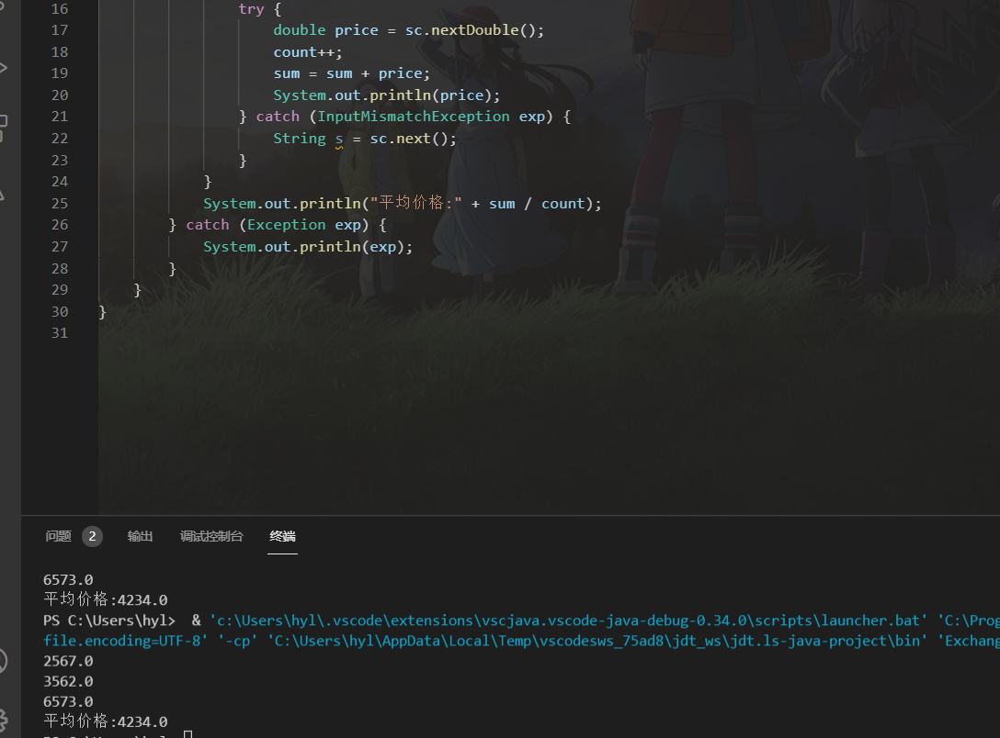 16 try {
17 double price = sc.nextDouble();
18 count++;
19 sum = sum + price;
20 System.out.println(price);
21 } catch (InputMismatchException exp) {
22 String s = sc.next();
23 }
24 }
25 System.out.println("平均价格:" + sum / count);
26 } catch (Exception exp) {
27 System.out.println(exp);
28 }
29 }
30 }
31
问题 2 输出 调试控制台 终端
6573.0
平均价格:4234.0
PS C:\Users\hyl> & 'c:\Users\hyl\.vscode\extensions\vscjava.vscode-java-debug-0.34.0\scripts\launcher.bat' 'C:\Prog
file.encoding=UTF-8' '-cp' 'C:\Users\hyl\AppData\Local\Temp\vscodesws_75ad8\jdt_ws\jdt.ls-java-project\bin' 'Exchang
2567.0
3562.0
6573.0
平均价格:4234.0